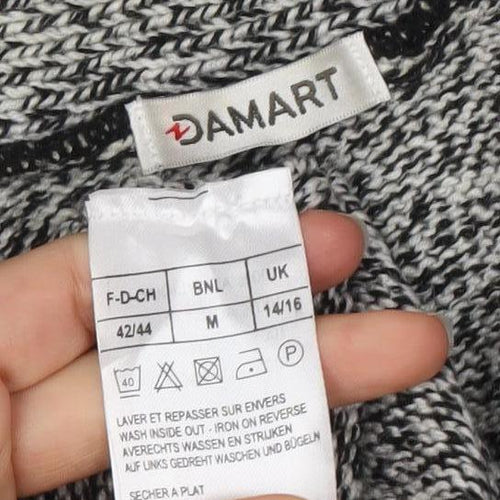 DAMART
F-D-CH BNL UK
42/44 M 14/16
40 P
LAVER ET REPASSER SUR ENVERS
WASH INSIDE OUT - IRON ON REVERSE
AVERECHTS WASSEN EN STRIJKEN
AUF LINKS GEDREHT WASCHEN UND BÜGELN
SECHER A PLAT